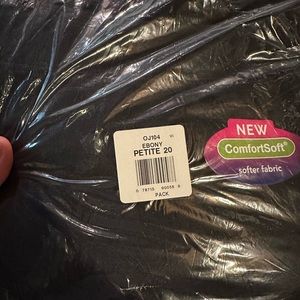 OJ104
EBONY
PETITE 20
PACK
NEW
ComfortSoft®
softer fabric